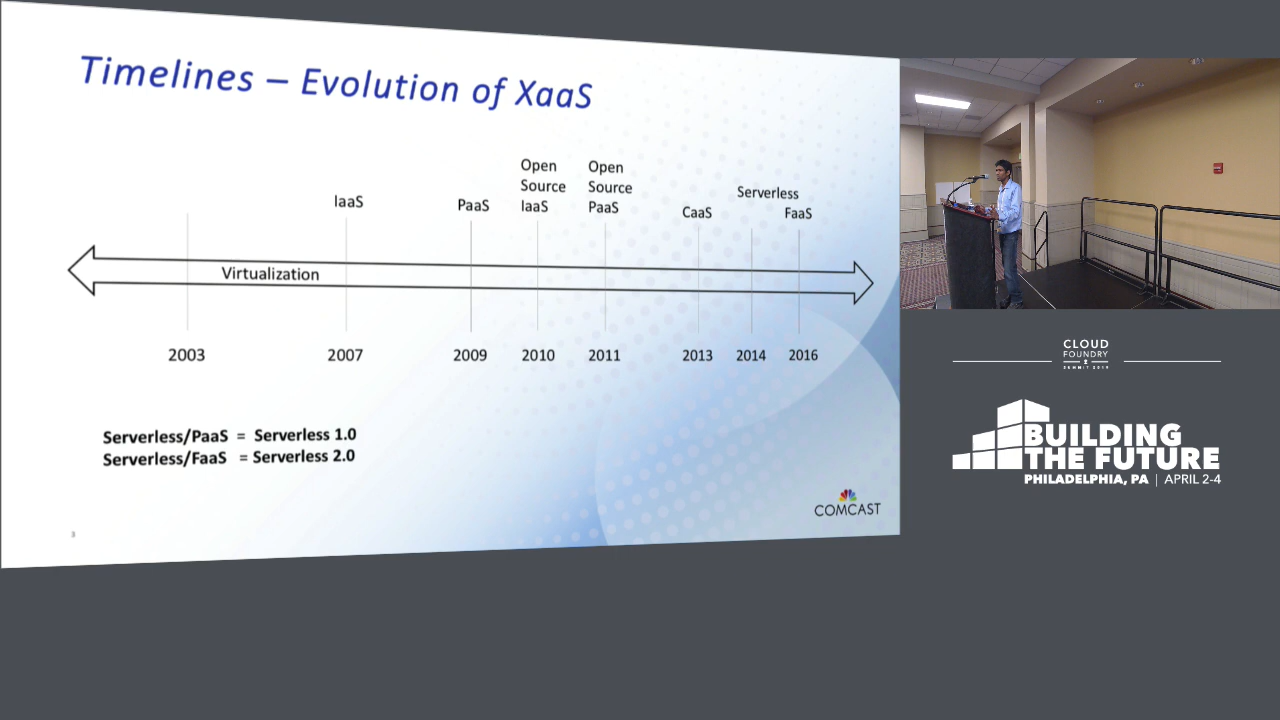 Timelines – Evolution of XaaS
Open Source IaaS
Open Source PaaS
Serverless
IaaS
PaaS
CaaS
FaaS
Virtualization
2003 2007 2009 2010 2011 2013 2014 2016
Serverless/PaaS = Serverless 1.0
Serverless/FaaS = Serverless 2.0
COMCAST
3
CLOUD
FOUNDRY
SUMMIT 2019
BUILDING
THE FUTURE
PHILADELPHIA, PA | APRIL 2-4